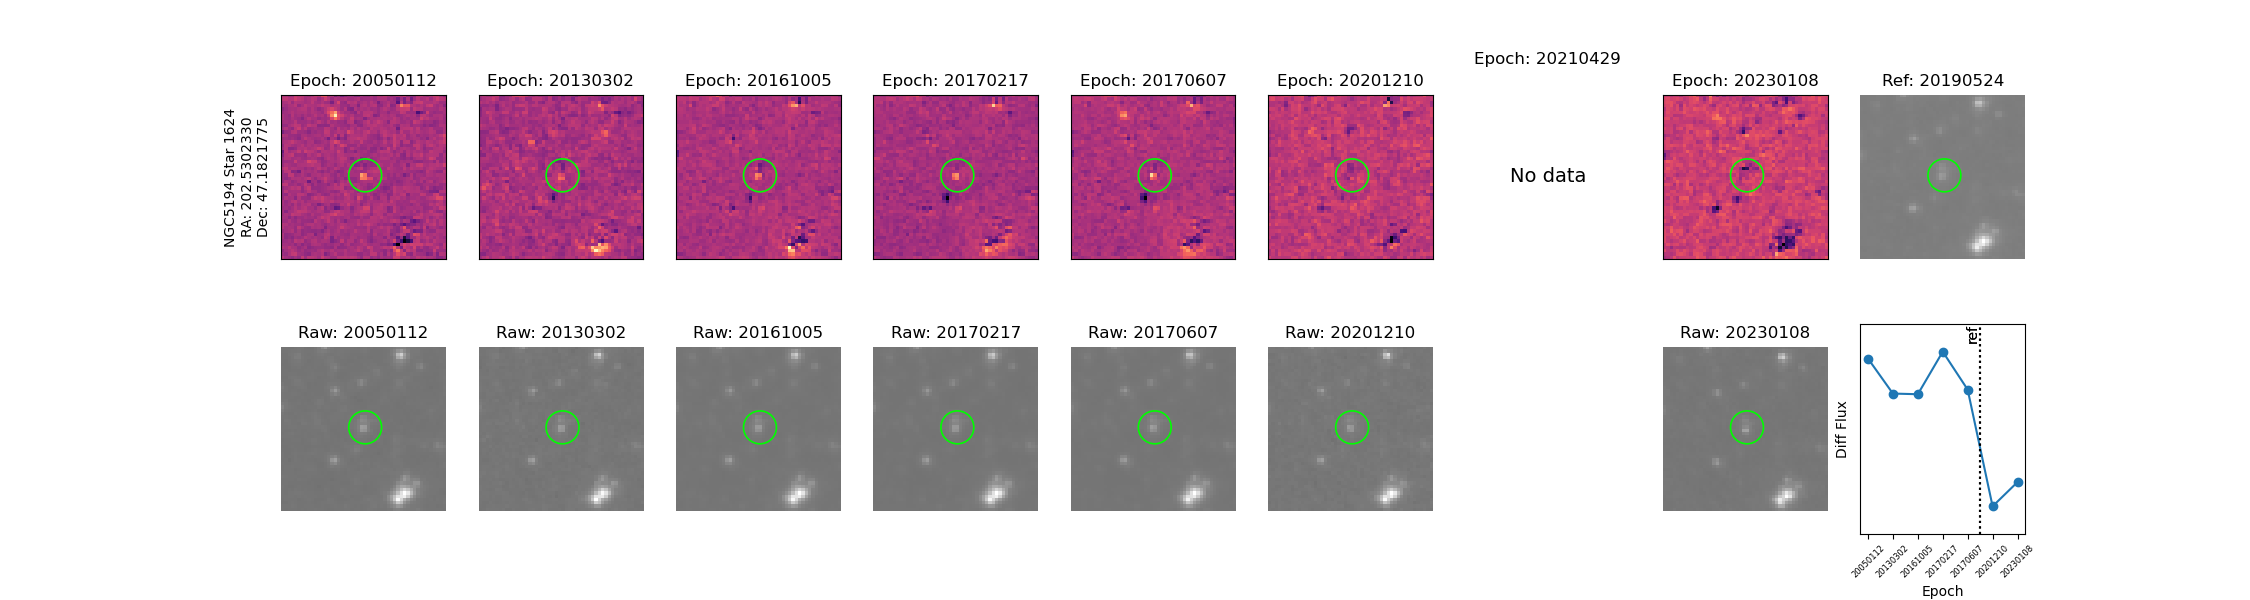 NGC5194 Star 1624
RA: 202.5302330
Dec: 47.1821775
Epoch: 20050112
Epoch: 20130302
Epoch: 20161005
Epoch: 20170217
Epoch: 20170607
Epoch: 20201210
Epoch: 20210429
Epoch: 20230108
Ref: 20190524
No data
Raw: 20050112
Raw: 20130302
Raw: 20161005
Raw: 20170217
Raw: 20170607
Raw: 20201210
Raw: 20230108
ref
Diff Flux
20050112
20130302
20161005
20170217
20170607
20201210
20230108
Epoch